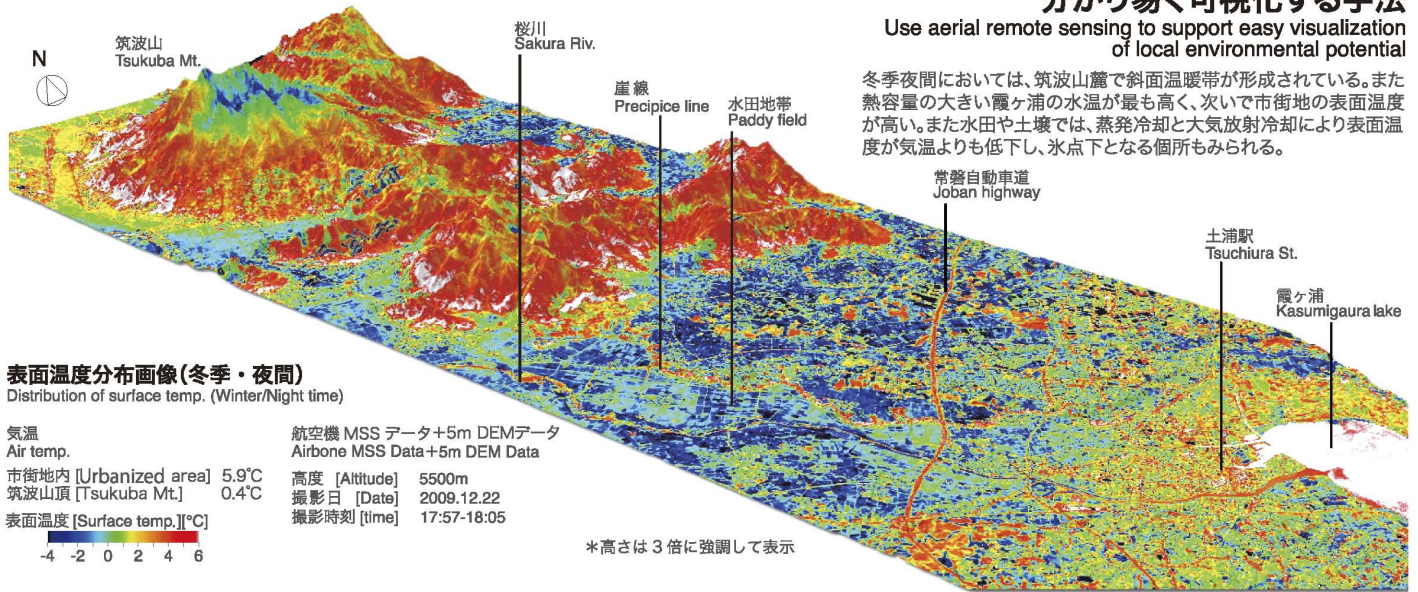 分かり易く可視化する手法
Use aerial remote sensing to support easy visualization
of local environmental potential
冬季夜間においては、筑波山麓で斜面温暖帯が形成されている。また
熱容量の大きい霞ヶ浦の水温が最も高く、次いで市街地の表面温度
が高い。また水田や土壌では、蒸発冷却と大気放射冷却により表面温
度が気温よりも低下し、氷点下となる個所もみられる。
N
筑波山
Tsukuba Mt.
桜川
Sakura Riv.
崖線
Precipice line
水田地帯
Paddy field
常磐自動車道
Joban highway
土浦駅
Tsuchiura St.
霞ヶ浦
Kasumigaura lake
表面温度分布画像(冬季・夜間)
Distribution of surface temp. (Winter/Night time)
気温
Air temp.
市街地内 [Urbanized area] 5.9℃
筑波山頂 [Tsukuba Mt.] 0.4℃
表面温度 [Surface temp.][℃]
-4 -2 0 2 4 6
航空機 MSS データ+5m DEMデータ
Airbone MSS Data+5m DEM Data
高度 [Altitude] 5500m
撮影日 [Date] 2009.12.22
撮影時刻 [time] 17:57-18:05
＊高さは 3 倍に強調して表示